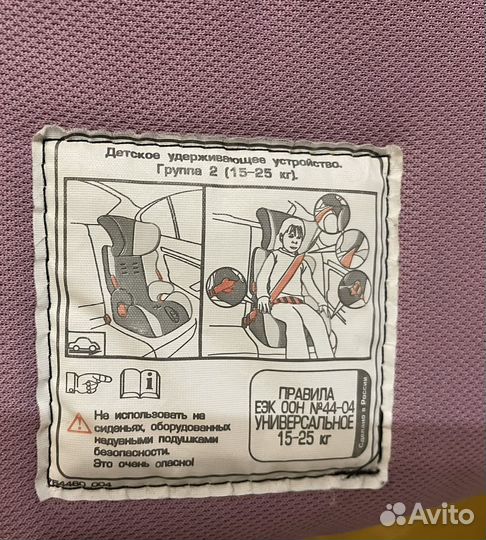 Детское удерживающее устройство.
Группа 2 (15-25 кг).
i
Не использовать на
сиденьях, оборудованных
надувными подушками
безопасности.
Это очень опасно!
ПРАВИЛА
ЕЭК ООН №44-04
УНИВЕРСАЛЬНОЕ
15-25 кг
Сделано в России
Avito